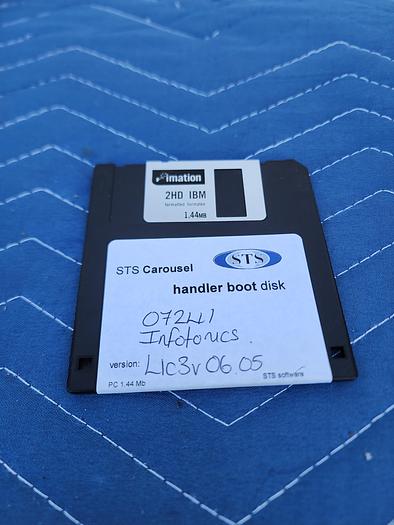 imation
2HD IBM
formatted formatée
1.44MB
STS
STS Carousel
handler boot disk
072441
Infotonics.
version: L1c3v06.05
PC 1.44 Mb
STS software